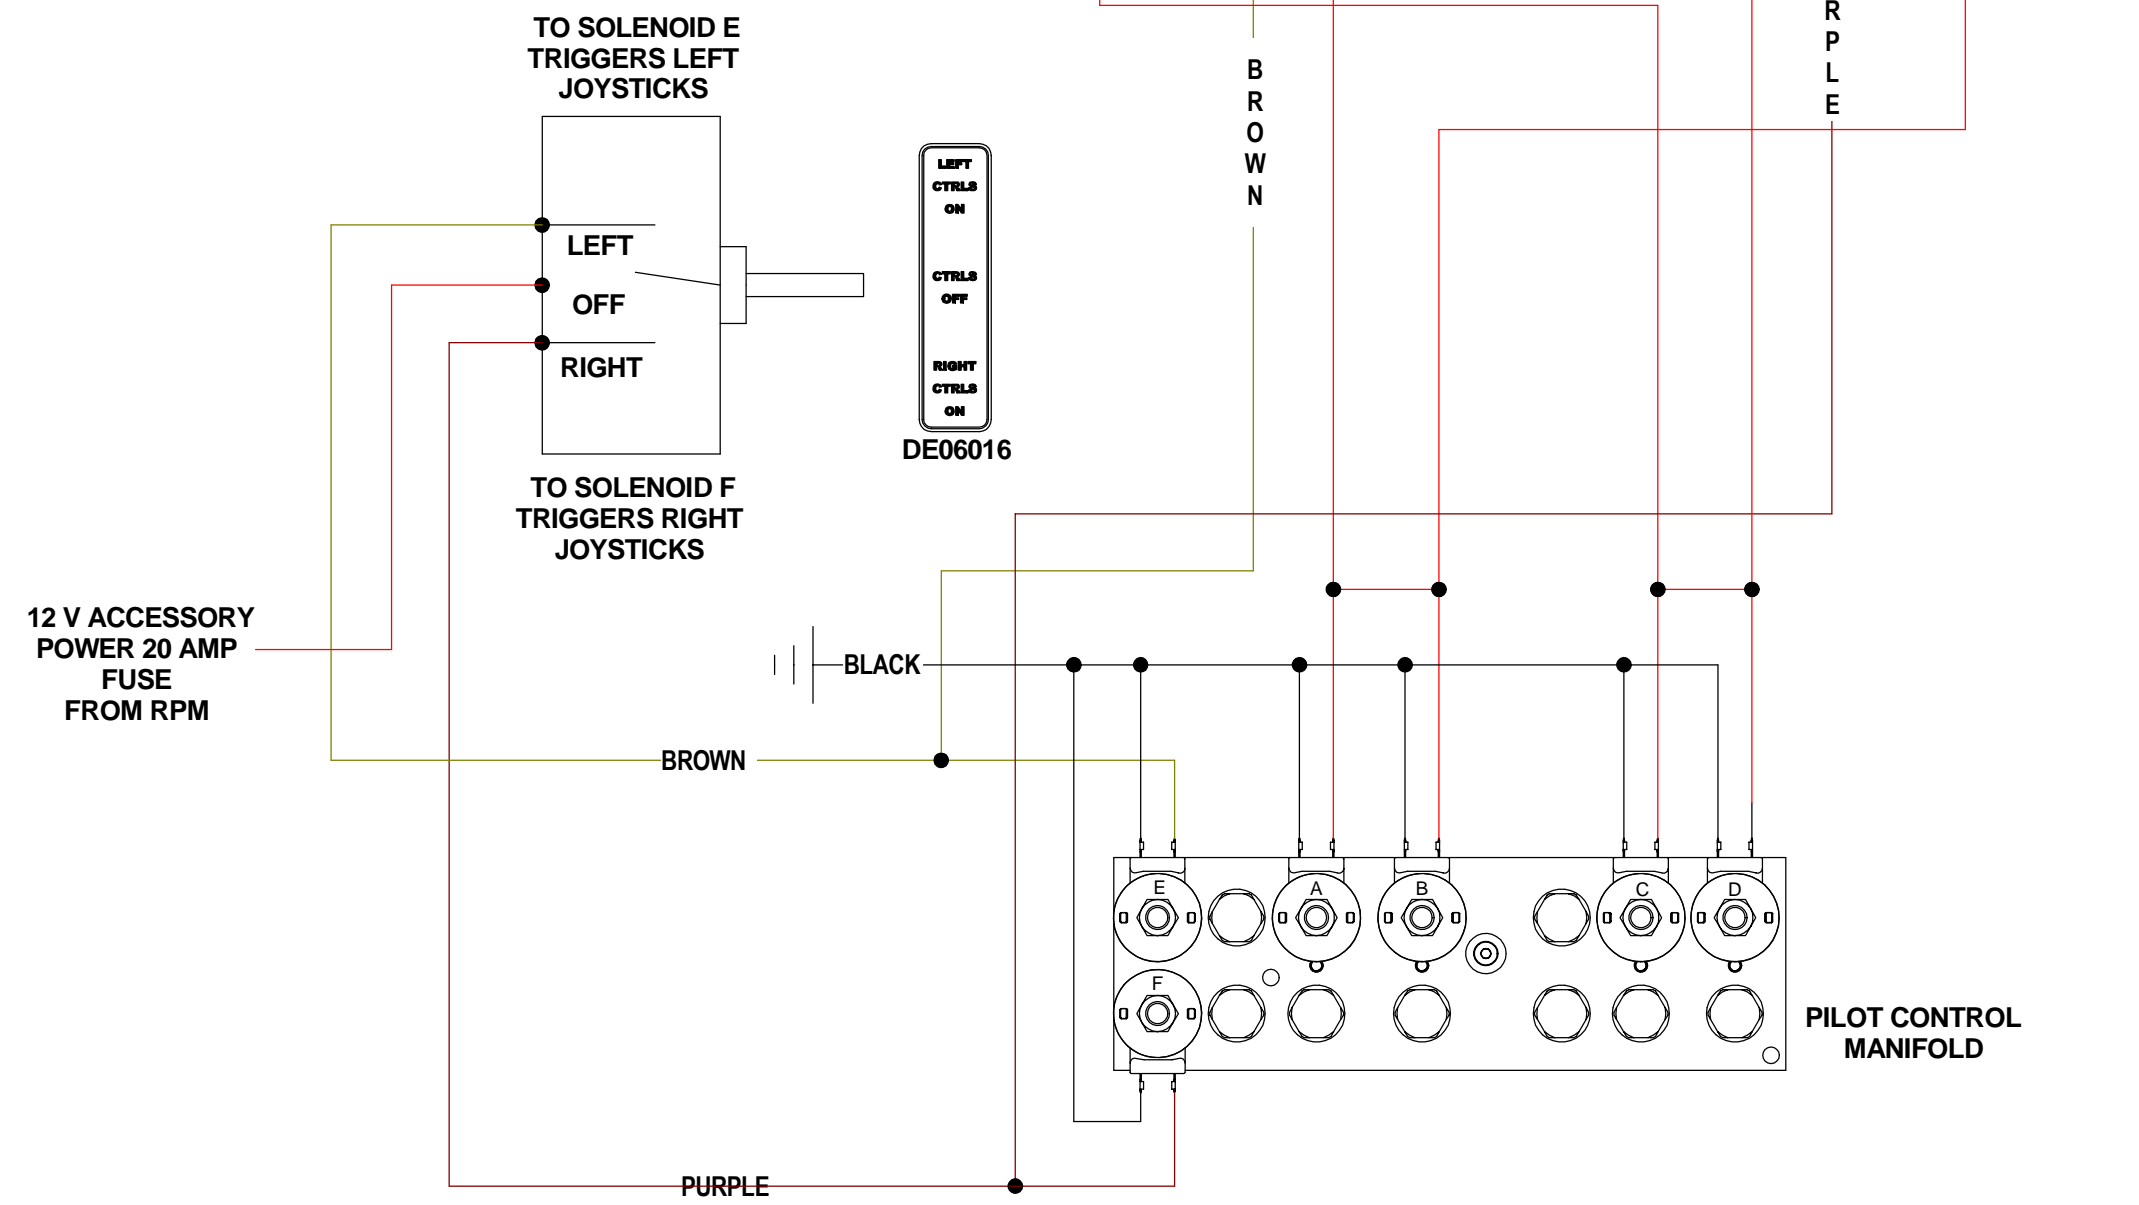 TO SOLENOID E
TRIGGERS LEFT
JOYSTICKS
R
P
L
E
B
R
O
W
N
LEFT
CTRLS
ON
LEFT
OFF
RIGHT
CTRLS
OFF
RIGHT
CTRLS
ON
DE06016
TO SOLENOID F
TRIGGERS RIGHT
JOYSTICKS
12 V ACCESSORY
POWER 20 AMP
FUSE
FROM RPM
BLACK
BROWN
E
A
B
C
D
F
PILOT CONTROL
MANIFOLD
PURPLE